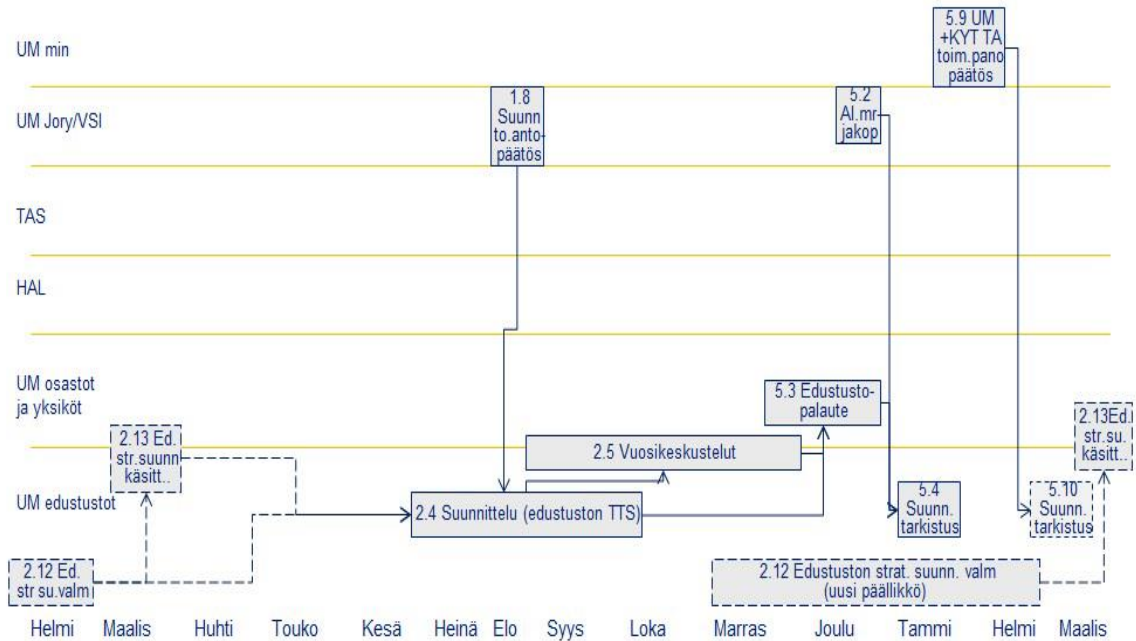 5.9 UM
+KYT TA
toim.pano
päätös
UM min
1.8
Suunn
to.anto-
päätös
5.2
Al.mr-
jakop
UM Jory/VSI
TAS
HAL
UM osastot
ja yksiköt
5.3 Edustusto-
palaute
2.13Ed.
str.su.
käsitt..
2.13 Ed.
str.suunn
käsitt..
2.5 Vuosikeskustelut
UM edustustot
2.4 Suunnittelu (edustuston TTS)
5.4
Suunn.
tarkistus
5.10
Suunn.
tarkistus
2.12 Ed.
str su.valm
2.12 Edustuston strat. suunn. valm
(uusi päällikkö)
Helmi Maalis Huhti Touko Kesä Heinä Elo Syys Loka Marras Joulu Tammi Helmi Maalis